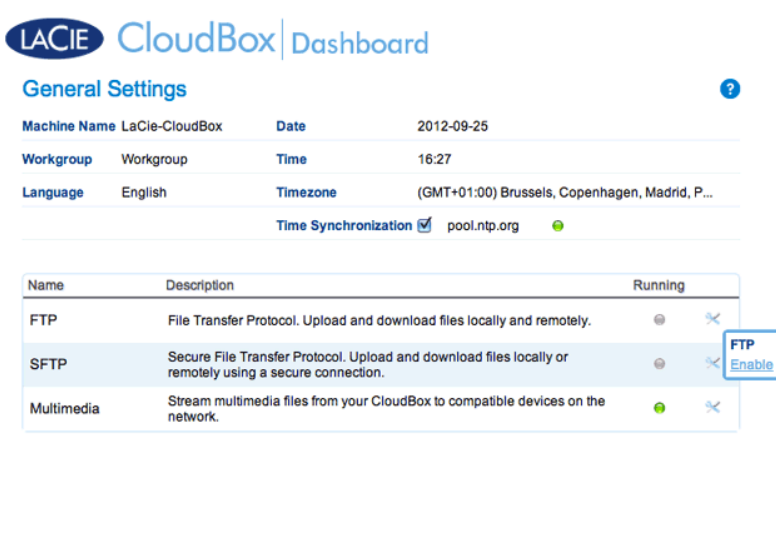 LACIE CloudBox Dashboard
General Settings ?
Machine Name LaCie-CloudBox Date 2012-09-25
Workgroup Workgroup Time 16:27
Language English Timezone (GMT+01:00) Brussels, Copenhagen, Madrid, P...
Time Synchronization pool.ntp.org
Name Description Running
FTP File Transfer Protocol. Upload and download files locally and remotely.
FTP
Enable
SFTP Secure File Transfer Protocol. Upload and download files locally or
remotely using a secure connection.
Multimedia Stream multimedia files from your CloudBox to compatible devices on the
network.